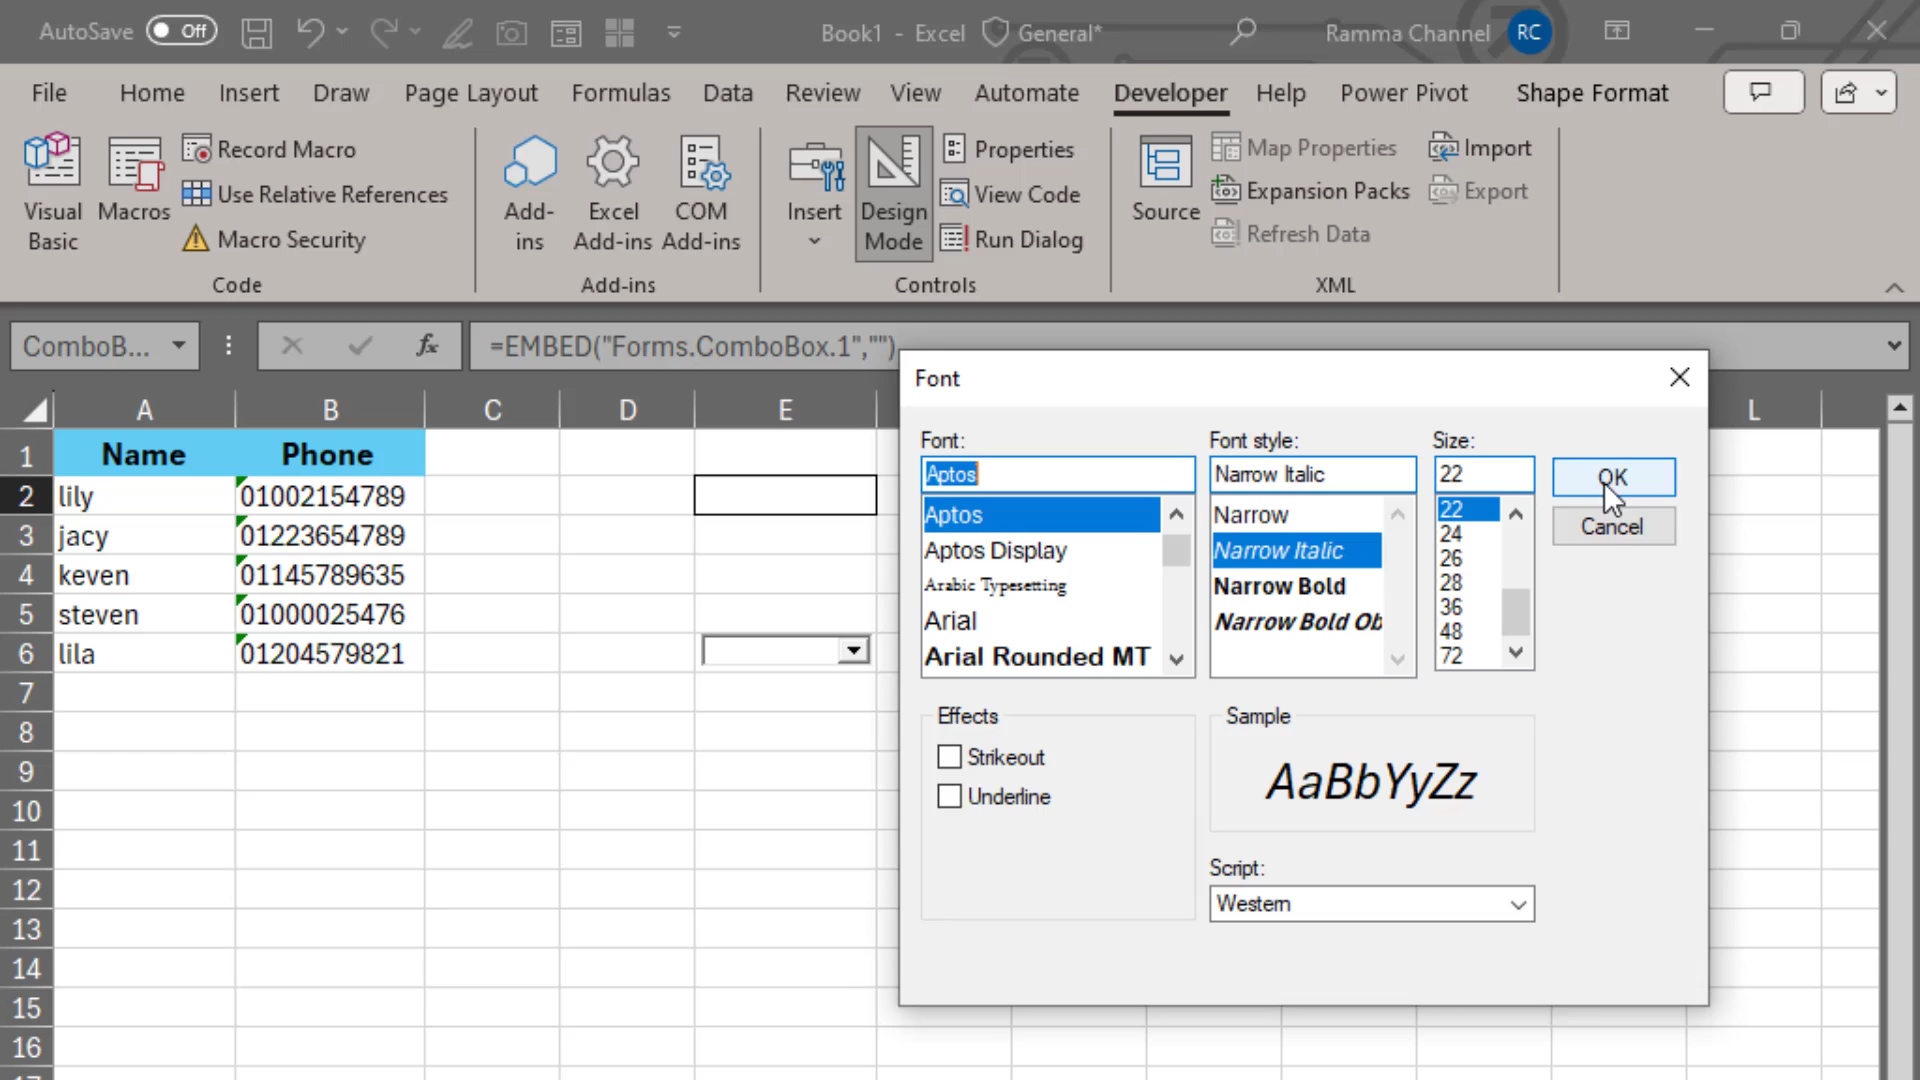 AutoSave Off Book1 - Excel General* Ramma Channel RC
File Home Insert Draw Page Layout Formulas Data Review View Automate Developer Help Power Pivot Shape Format
Visual Basic
Macros
Record Macro
Use Relative References
Macro Security
Code
Add-ins
Excel Add-ins
COM Add-ins
Add-ins
Insert
Design Mode
Properties
View Code
Run Dialog
Controls
Source
Map Properties
Expansion Packs
Refresh Data
Import
Export
XML
ComboB... fx =EMBED("Forms.ComboBox.1","")
A B C D E L
1 Name Phone
2 lily 01002154789
3 jacy 01223654789
4 keven 01145789635
5 steven 01000025476
6 lila 01204579821
7
8
9
10
11
12
13
14
15
16
Font
Font:
Aptos
Aptos
Aptos Display
Arabic Typesetting
Arial
Arial Rounded MT
Font style:
Narrow Italic
Narrow
Narrow Italic
Narrow Bold
Narrow Bold Ob
Size:
22
22
24
26
28
36
48
72
OK
Cancel
Effects
Strikeout
Underline
Sample
AaBbYyZz
Script:
Western